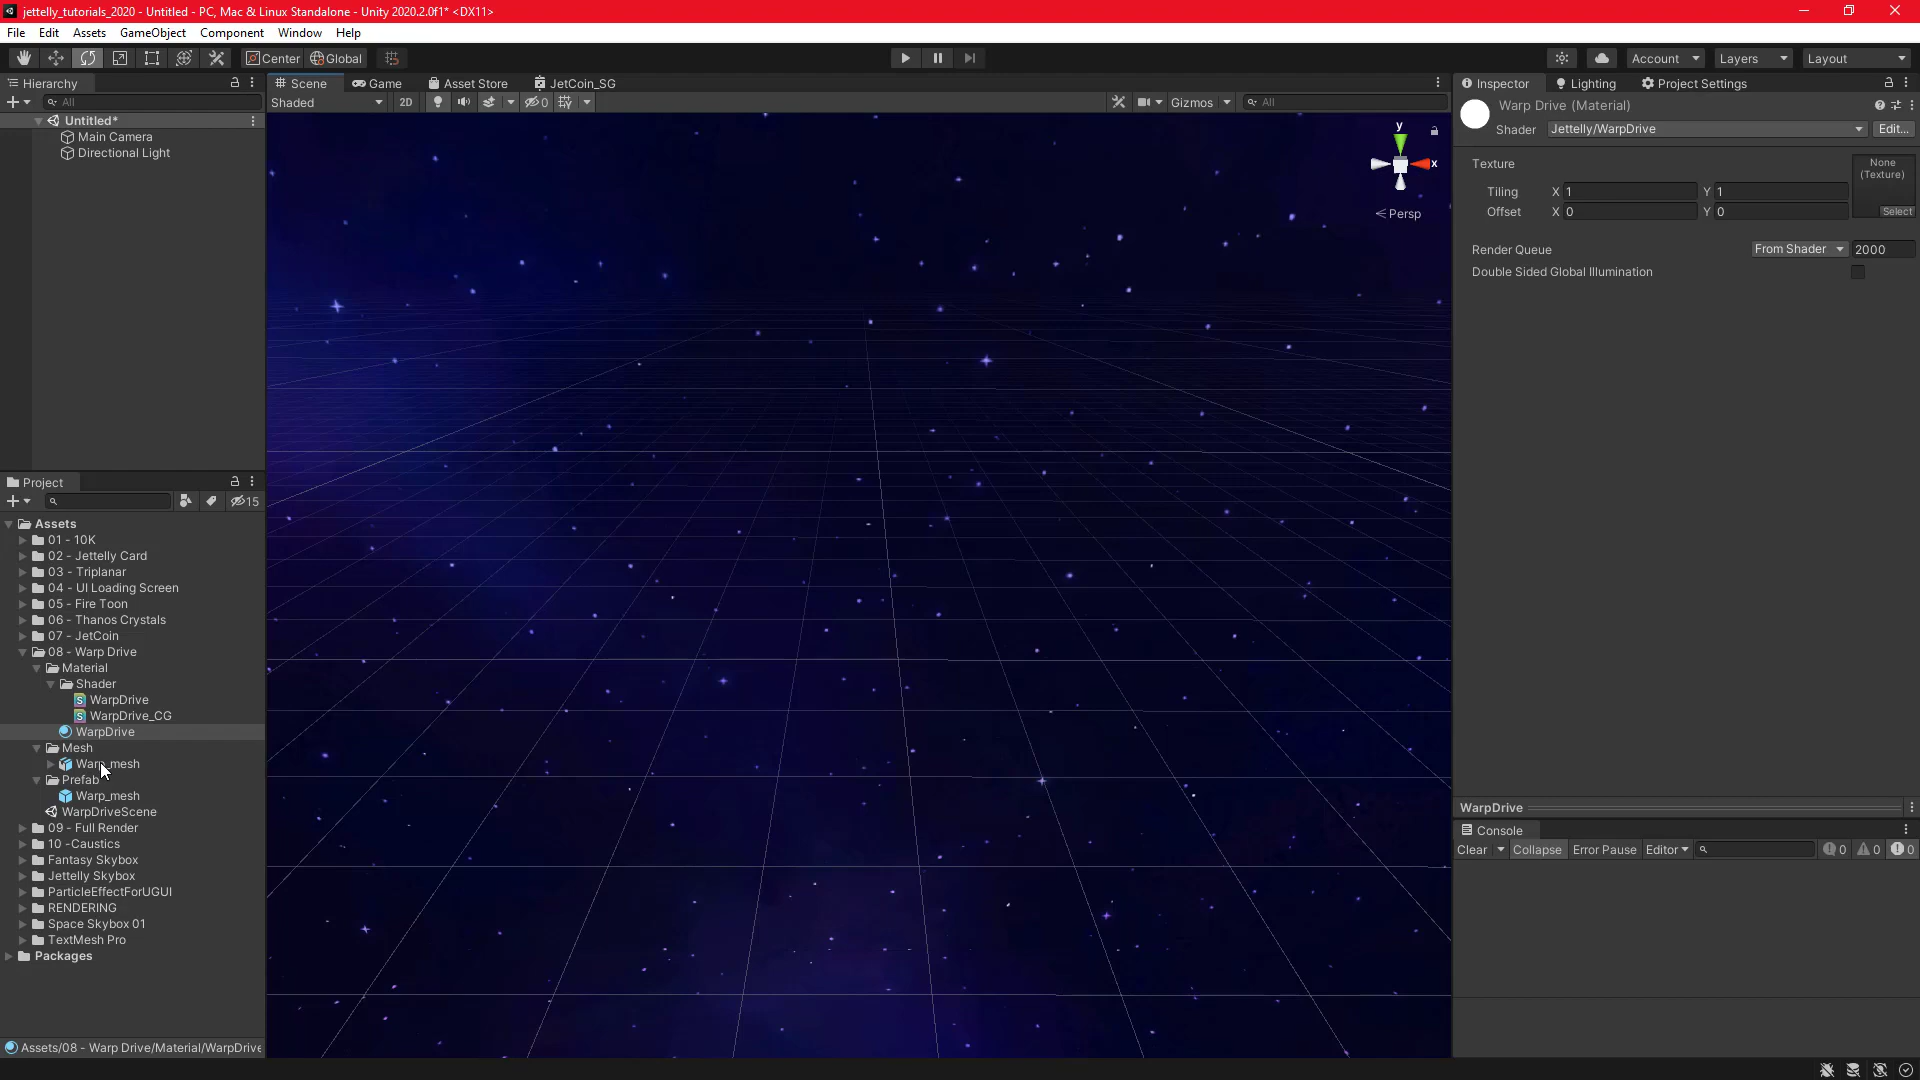 jettelly_tutorials_2020 - Untitled - PC, Mac & Linux Standalone - Unity 2020.2.0f1* <DX11>
File Edit Assets GameObject Component Window Help
Center Global Account Layers Layout
Hierarchy
All
Untitled*
Main Camera
Directional Light
Scene Game Asset Store JetCoin_SG
Shaded 2D 0 Gizmos All
y
x
Persp
Inspector Lighting Project Settings
Warp Drive (Material)
Shader Jettelly/WarpDrive Edit...
Texture None (Texture)
Tiling X 1 Y 1
Offset X 0 Y 0 Select
Render Queue From Shader 2000
Double Sided Global Illumination
Project
15
Assets
01 - 10K
02 - Jettelly Card
03 - Triplanar
04 - UI Loading Screen
05 - Fire Toon
06 - Thanos Crystals
07 - JetCoin
08 - Warp Drive
Material
Shader
WarpDrive
WarpDrive_CG
WarpDrive
Mesh
Warp_mesh
Prefab
Warp_mesh
WarpDriveScene
09 - Full Render
10 -Caustics
Fantasy Skybox
Jettelly Skybox
ParticleEffectForUGUI
RENDERING
Space Skybox 01
TextMesh Pro
Packages
Assets/08 - Warp Drive/Material/WarpDrive
WarpDrive
Console
Clear Collapse Error Pause Editor 0 0 0